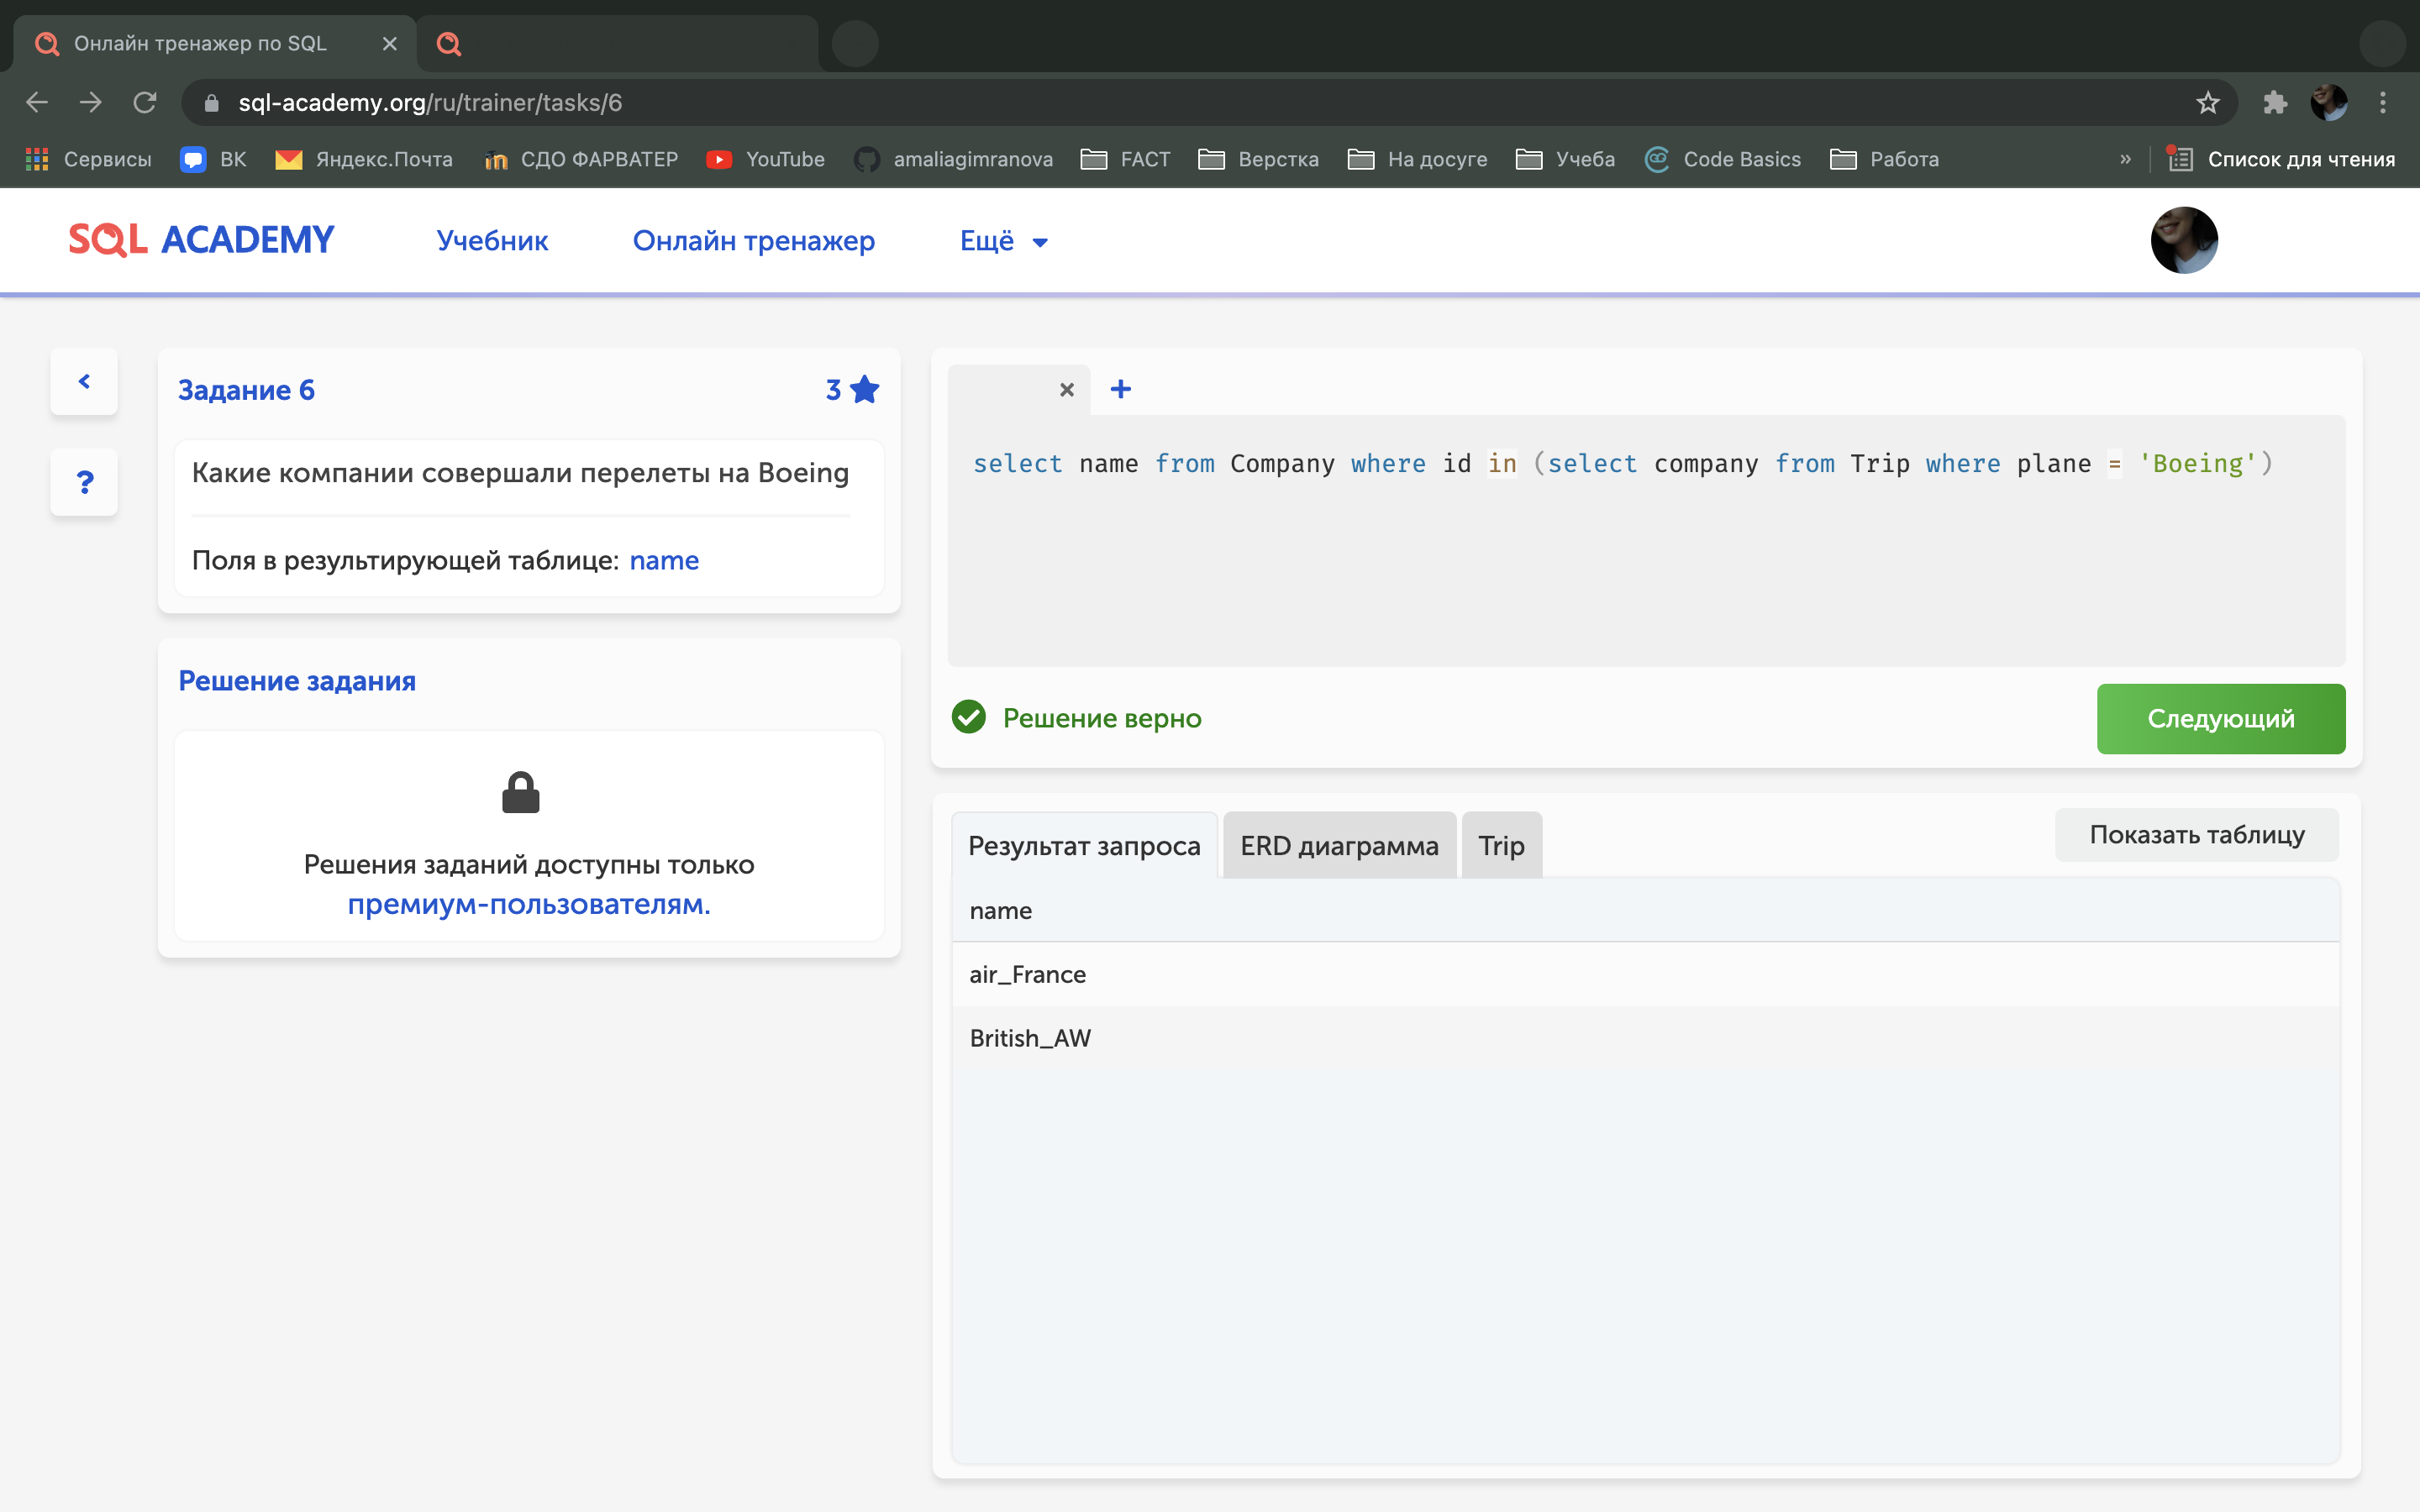 Онлайн тренажер по SQL
sql-academy.org/ru/trainer/tasks/6
Сервисы ВК Яндекс.Почта СДО ФАРВАТЕР YouTube amaliagimranova FACT Верстка На досуге Учеба Code Basics Работа » Список для чтения
SQL ACADEMY Учебник Онлайн тренажер Ещё
Задание 6 3
Какие компании совершали перелеты на Boeing
Поля в результирующей таблице: name
Решение задания
Решения заданий доступны только
премиум-пользователям.
select name from Company where id in (select company from Trip where plane = 'Boeing')
Решение верно Следующий
Результат запроса ERD диаграмма Trip Показать таблицу
name
air_France
British_AW